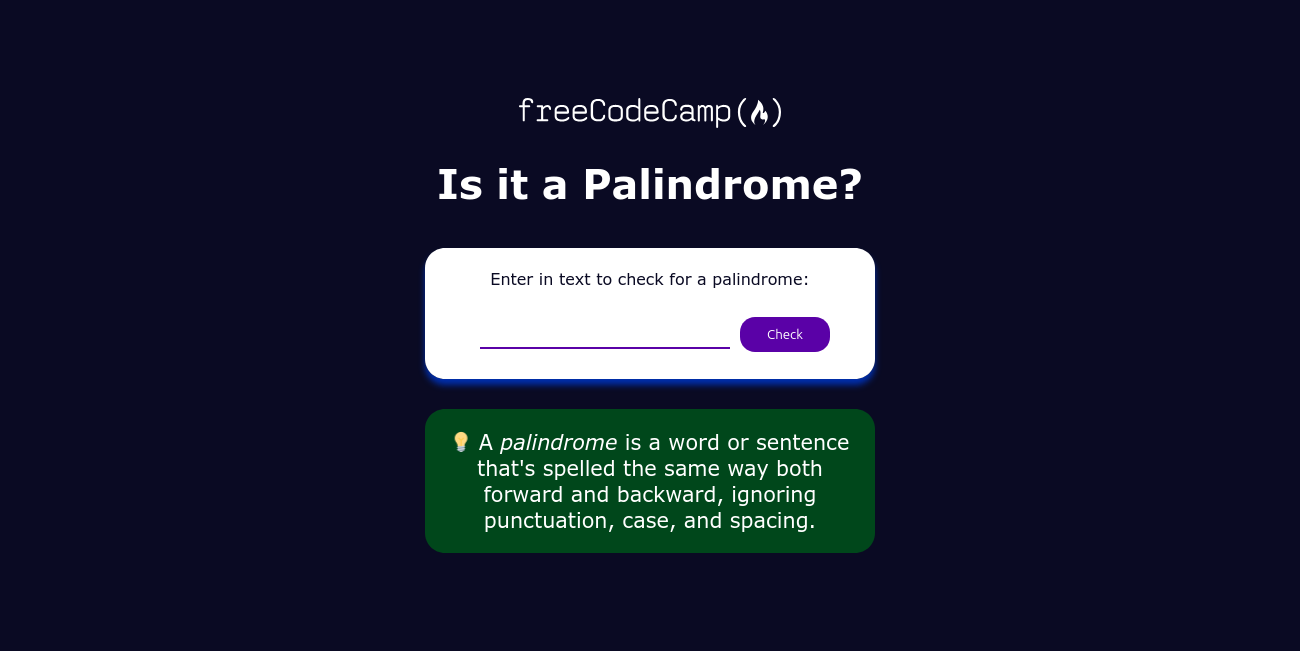 freeCodeCamp(🔥)
Is it a Palindrome?
Enter in text to check for a palindrome:
Check
💡 A palindrome is a word or sentence
that's spelled the same way both
forward and backward, ignoring
punctuation, case, and spacing.